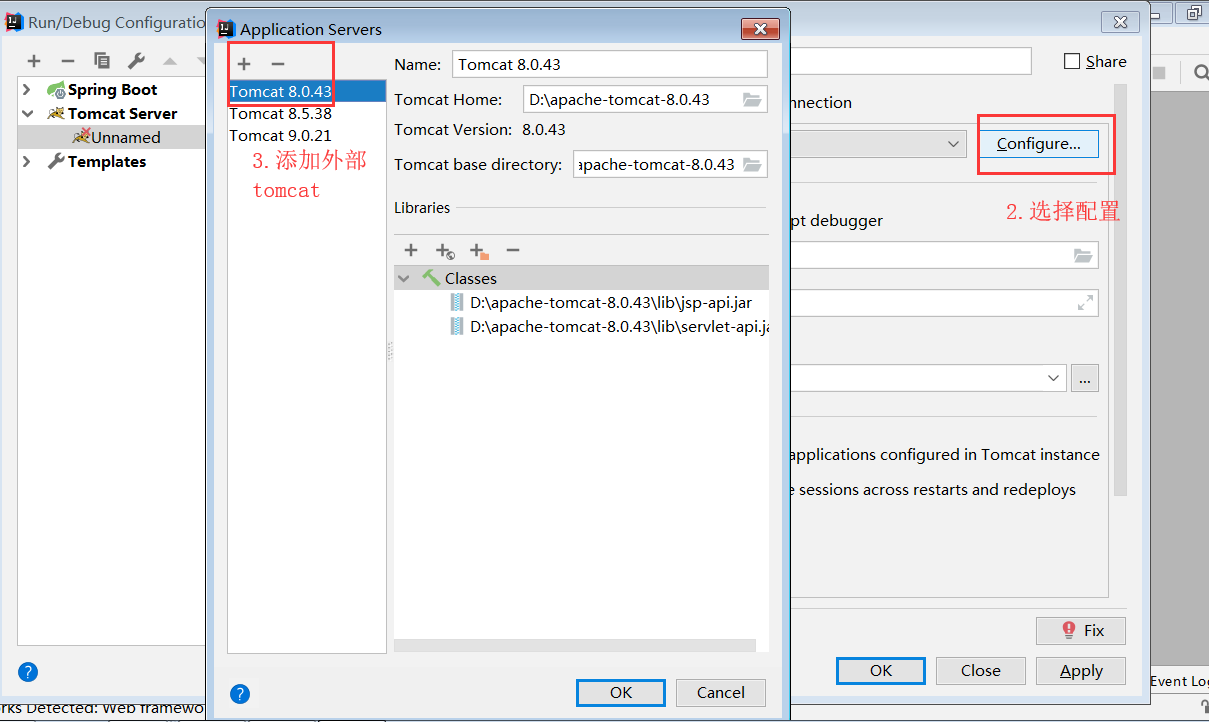 Run/Debug Configuratio
Application Servers
Name:
Tomcat 8.0.43
Share
Spring Boot
Tomcat Server
Unnamed
Templates
Tomcat 8.0.43
Tomcat 8.5.38
Tomcat 9.0.21
3.添加外部
tomcat
Tomcat Home:
D:\apache-tomcat-8.0.43
Tomcat Version: 8.0.43
Tomcat base directory:
apache-tomcat-8.0.43
Libraries
Classes
D:\apache-tomcat-8.0.43\lib\jsp-api.jar
D:\apache-tomcat-8.0.43\lib\servlet-api.ja
nnection
Configure...
2.选择配置
pt debugger
...
applications configured in Tomcat instance
e sessions across restarts and redeploys
Fix
OK
Close
Apply
OK
Cancel
Event Log
rks Detected: Web framewo